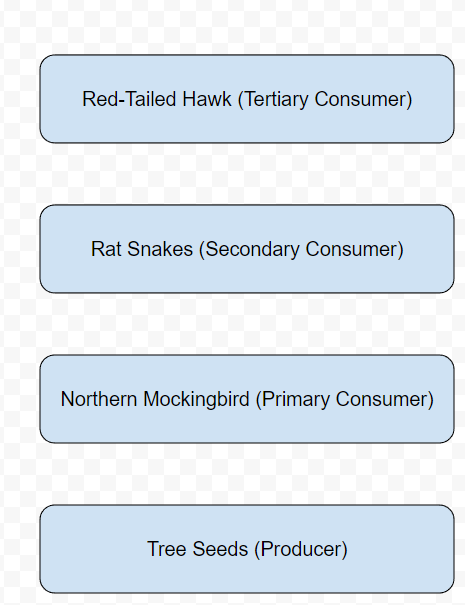 Red-Tailed Hawk (Tertiary Consumer)
Rat Snakes (Secondary Consumer)
Northern Mockingbird (Primary Consumer)
Tree Seeds (Producer)